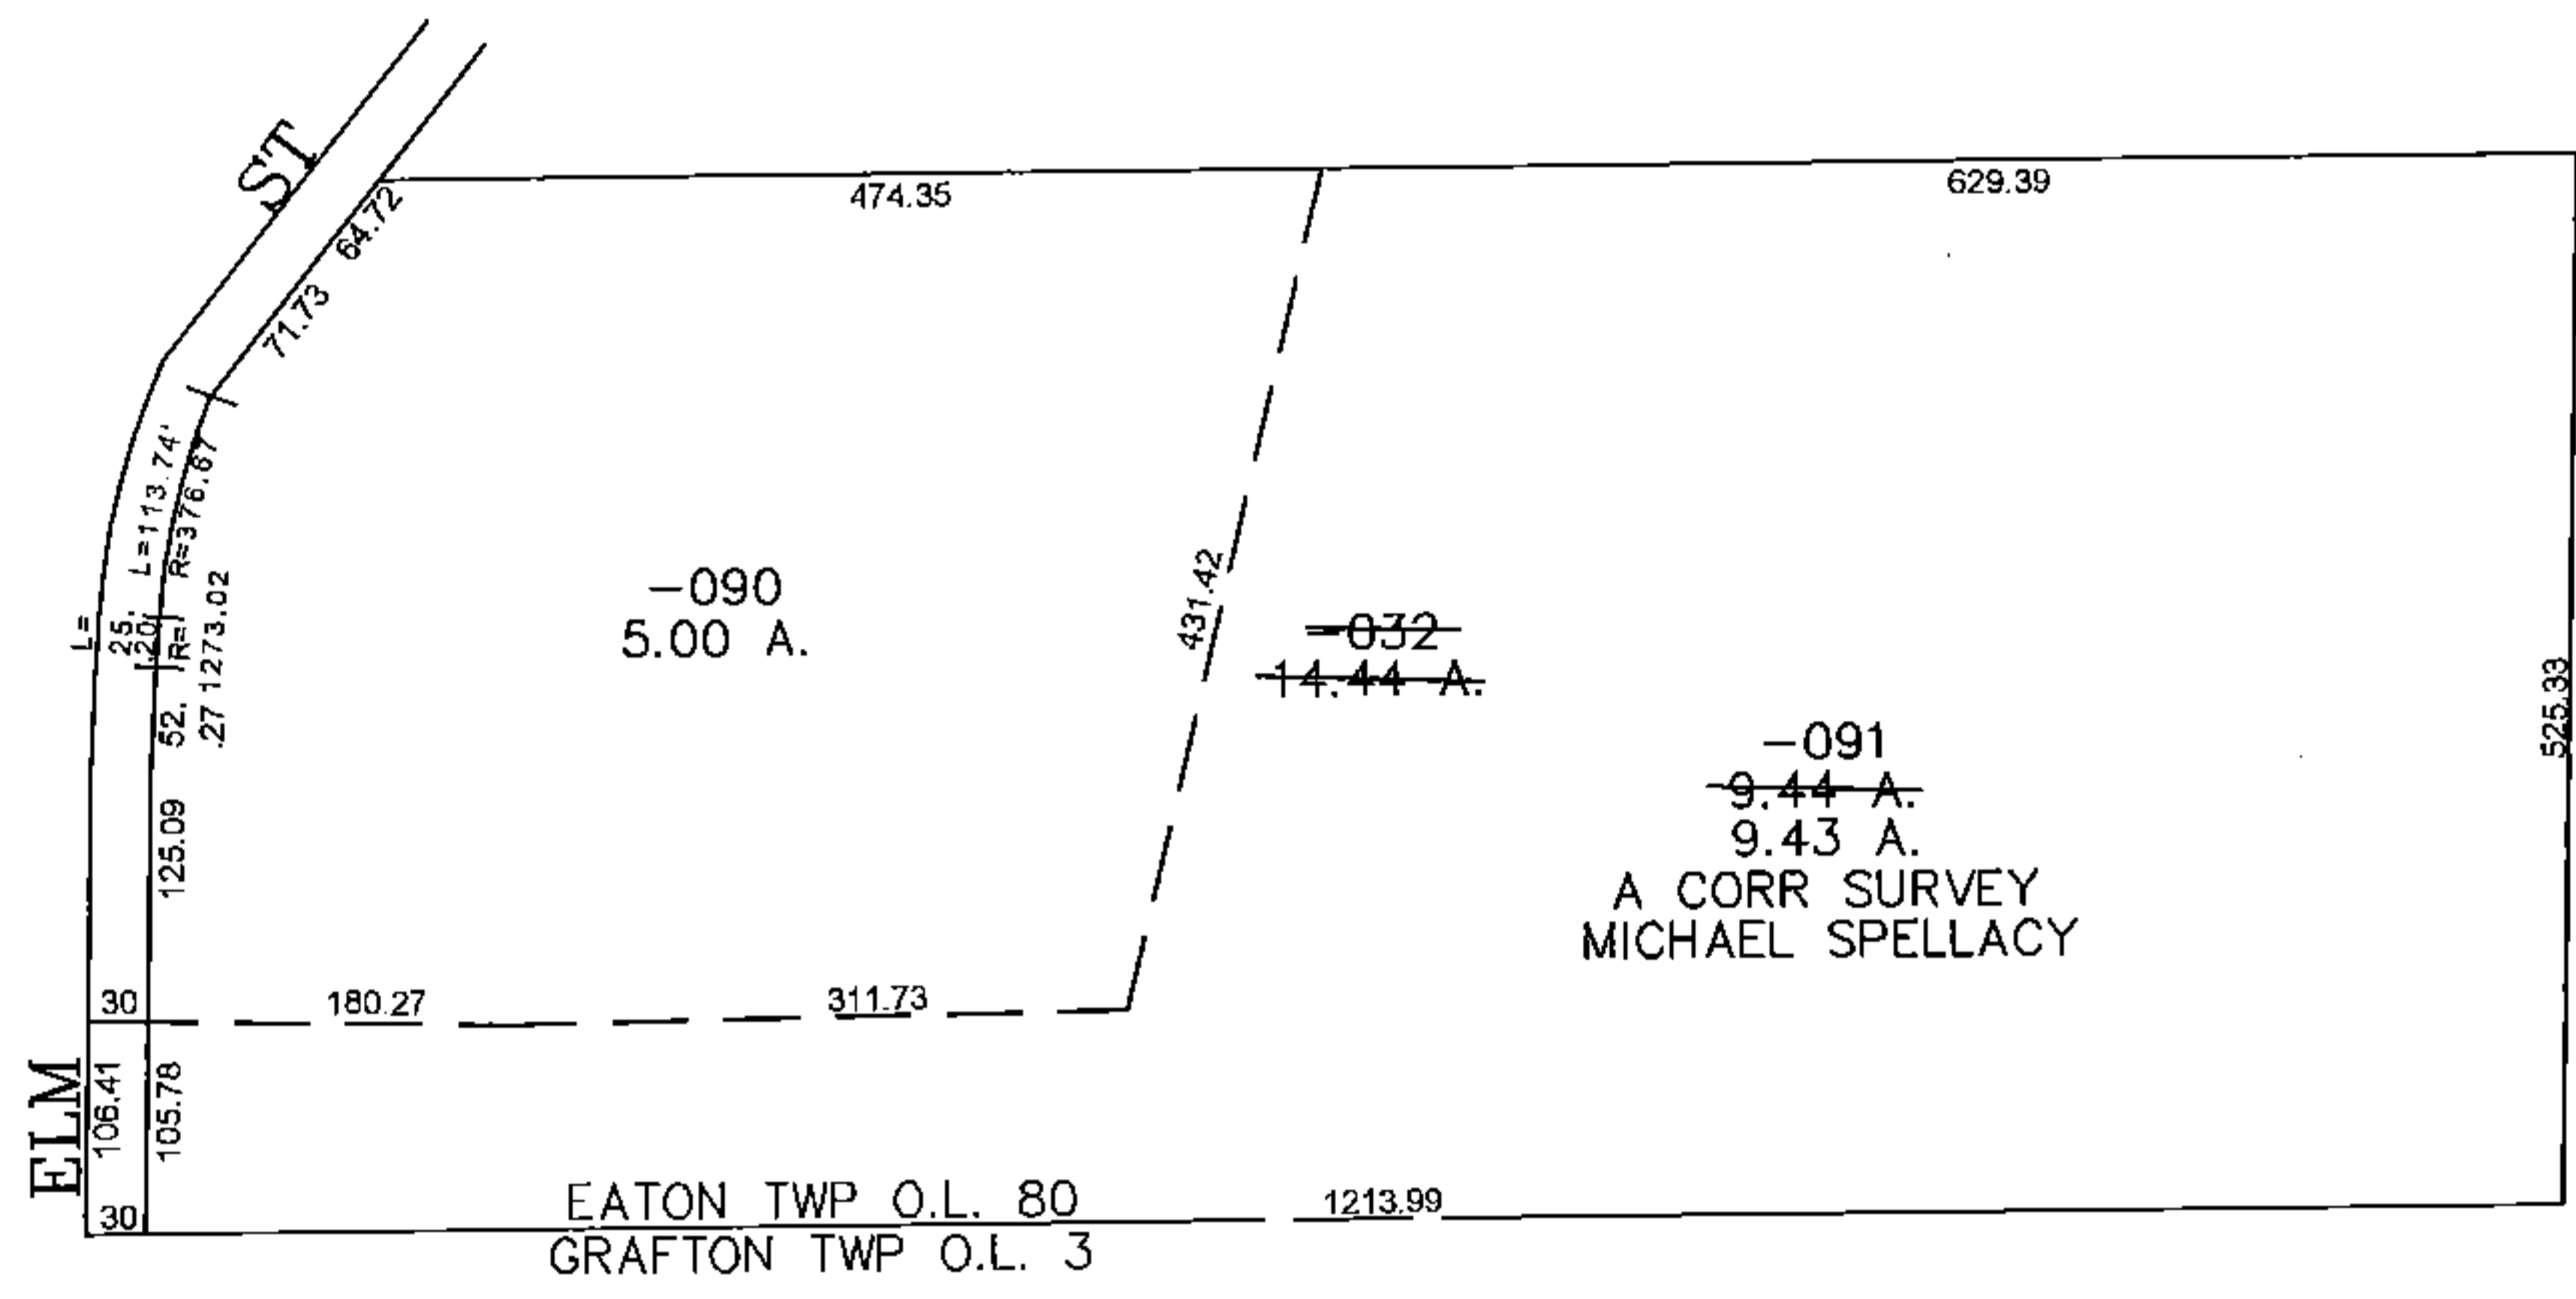 ST
474.35
629.39
64.72
71.73
L=113.74'
R=376.67
431.42
-090
5.00 A.
-032
14.44 A.
L=
25.
.20
R=
1273.02
52.
.27
525.33
-091
9.44 A.
9.43 A.
A CORR SURVEY
MICHAEL SPELLACY
125.09
30
180.27
311.73
ELM
106.41
105.78
30
EATON TWP O.L. 80
1213.99
GRAFTON TWP O.L. 3